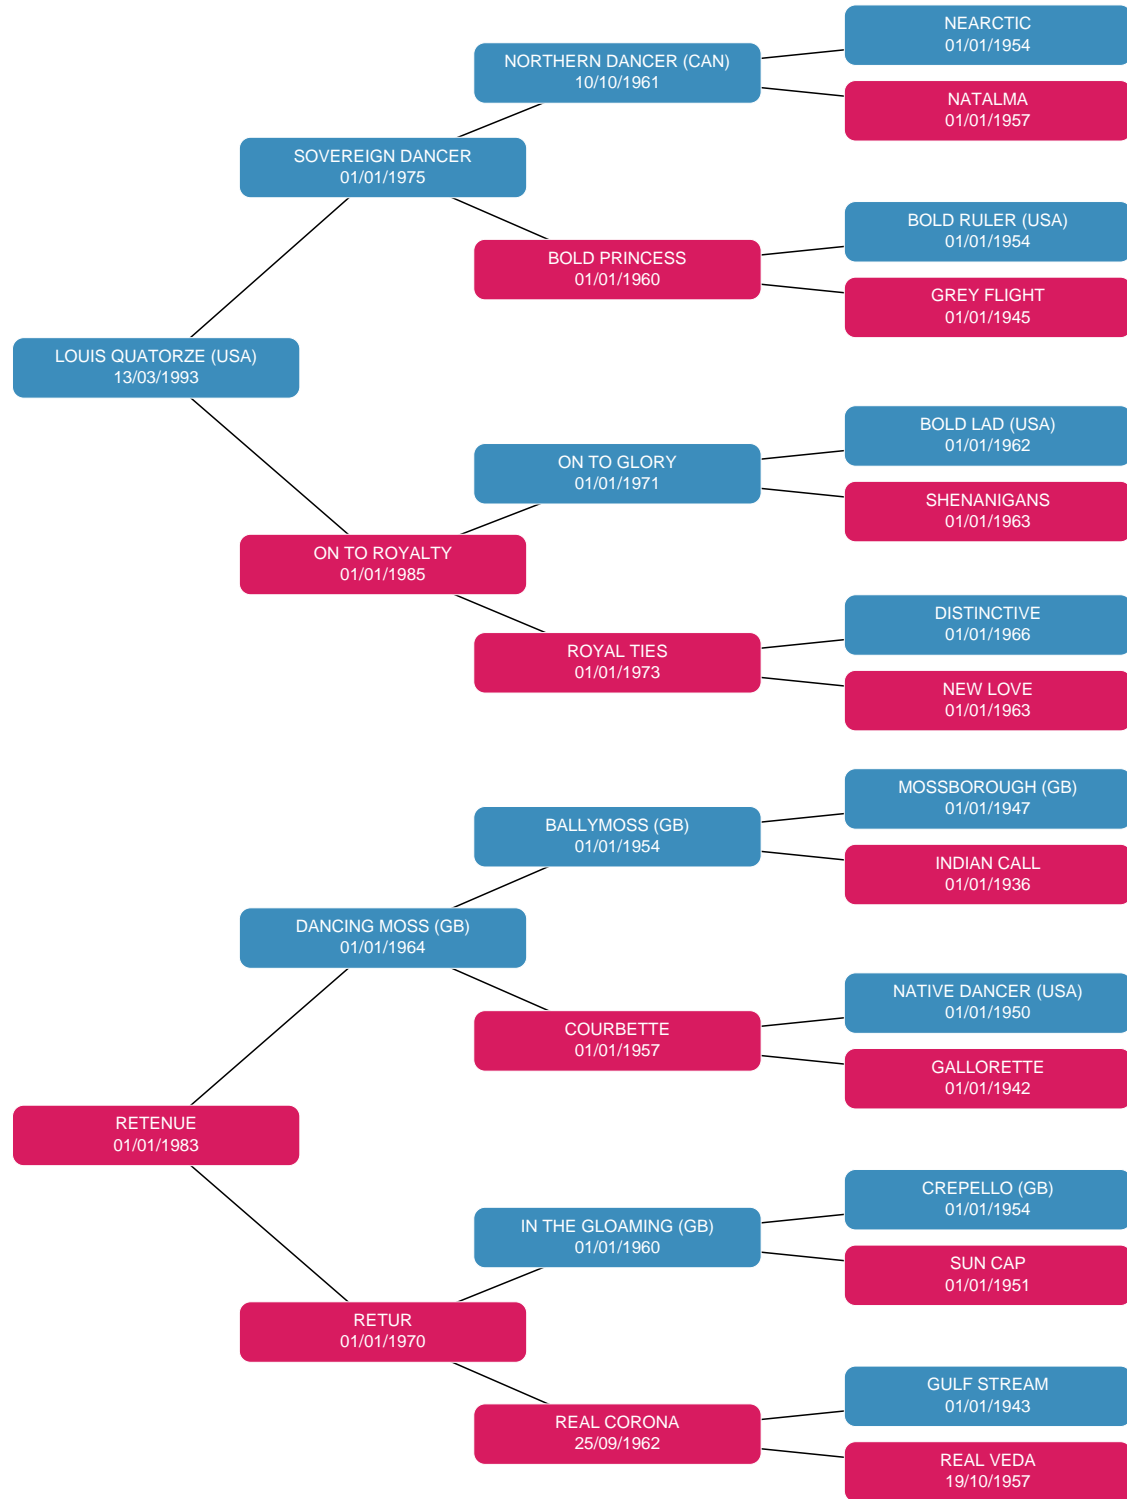 NEARCTIC
01/01/1954
NORTHERN DANCER (CAN)
10/10/1961
NATALMA
01/01/1957
SOVEREIGN DANCER
01/01/1975
BOLD RULER (USA)
01/01/1954
BOLD PRINCESS
01/01/1960
GREY FLIGHT
01/01/1945
LOUIS QUATORZE (USA)
13/03/1993
BOLD LAD (USA)
01/01/1962
ON TO GLORY
01/01/1971
SHENANIGANS
01/01/1963
ON TO ROYALTY
01/01/1985
DISTINCTIVE
01/01/1966
ROYAL TIES
01/01/1973
NEW LOVE
01/01/1963
MOSSBOROUGH (GB)
01/01/1947
BALLYMOSS (GB)
01/01/1954
INDIAN CALL
01/01/1936
DANCING MOSS (GB)
01/01/1964
NATIVE DANCER (USA)
01/01/1950
COURBETTE
01/01/1957
GALLORETTE
01/01/1942
RETENUE
01/01/1983
CREPELLO (GB)
01/01/1954
IN THE GLOAMING (GB)
01/01/1960
SUN CAP
01/01/1951
RETUR
01/01/1970
GULF STREAM
01/01/1943
REAL CORONA
25/09/1962
REAL VEDA
19/10/1957